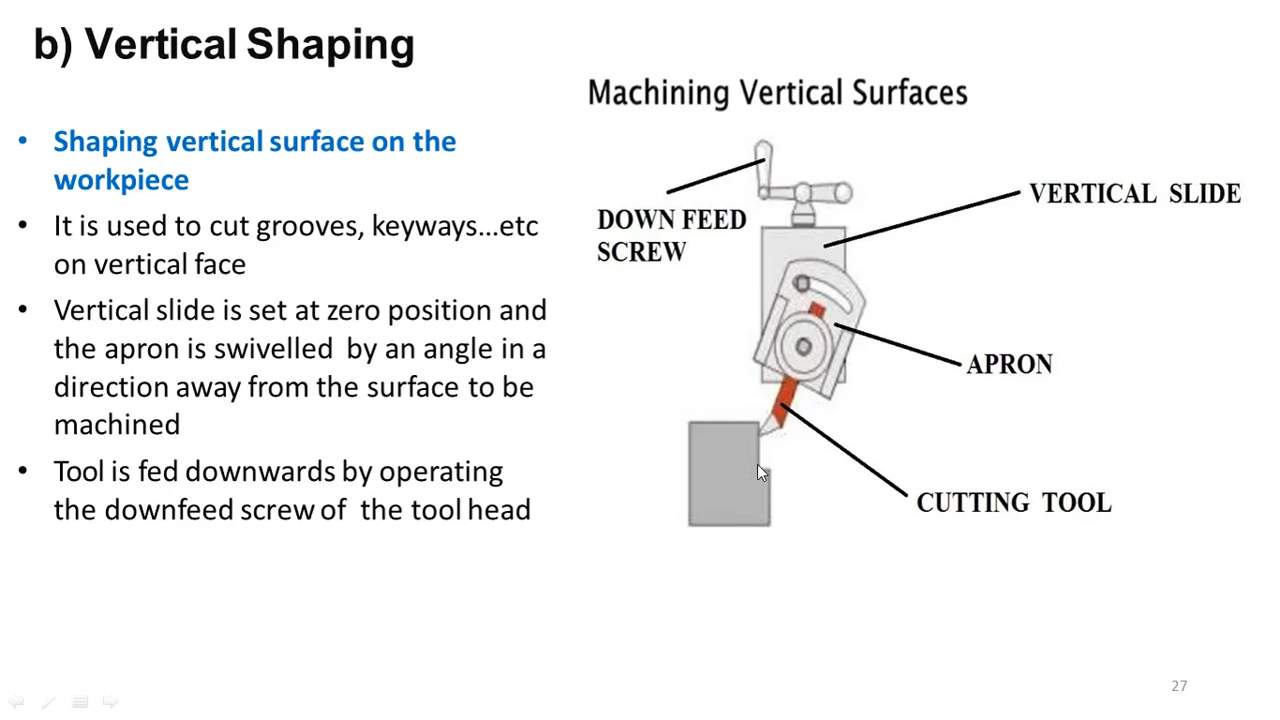 b) Vertical Shaping
• Shaping vertical surface on the
workpiece
• It is used to cut grooves, keyways...etc
on vertical face
• Vertical slide is set at zero position and
the apron is swivelled by an angle in a
direction away from the surface to be
machined
• Tool is fed downwards by operating
the downfeed screw of the tool head
Machining Vertical Surfaces
DOWN FEED
SCREW
VERTICAL SLIDE
APRON
CUTTING TOOL
27